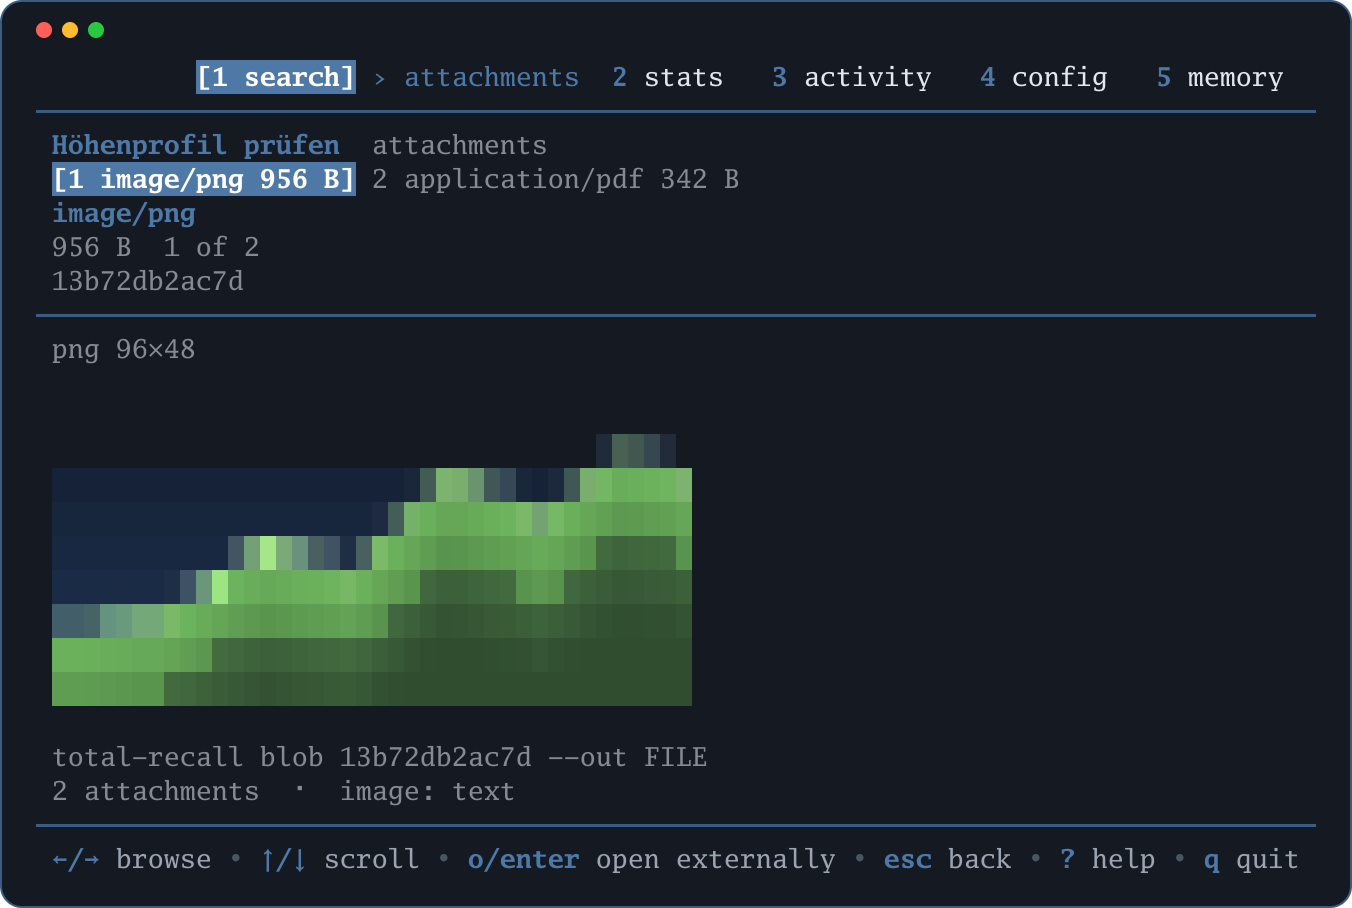 [1 search] › attachments 2 stats 3 activity 4 config 5 memory
Höhenprofil prüfen attachments
[1 image/png 956 B] 2 application/pdf 342 B
image/png
956 B 1 of 2
13b72db2ac7d
png 96×48
total-recall blob 13b72db2ac7d --out FILE
2 attachments · image: text
←/→ browse • ↑/↓ scroll • o/enter open externally • esc back • ? help • q quit